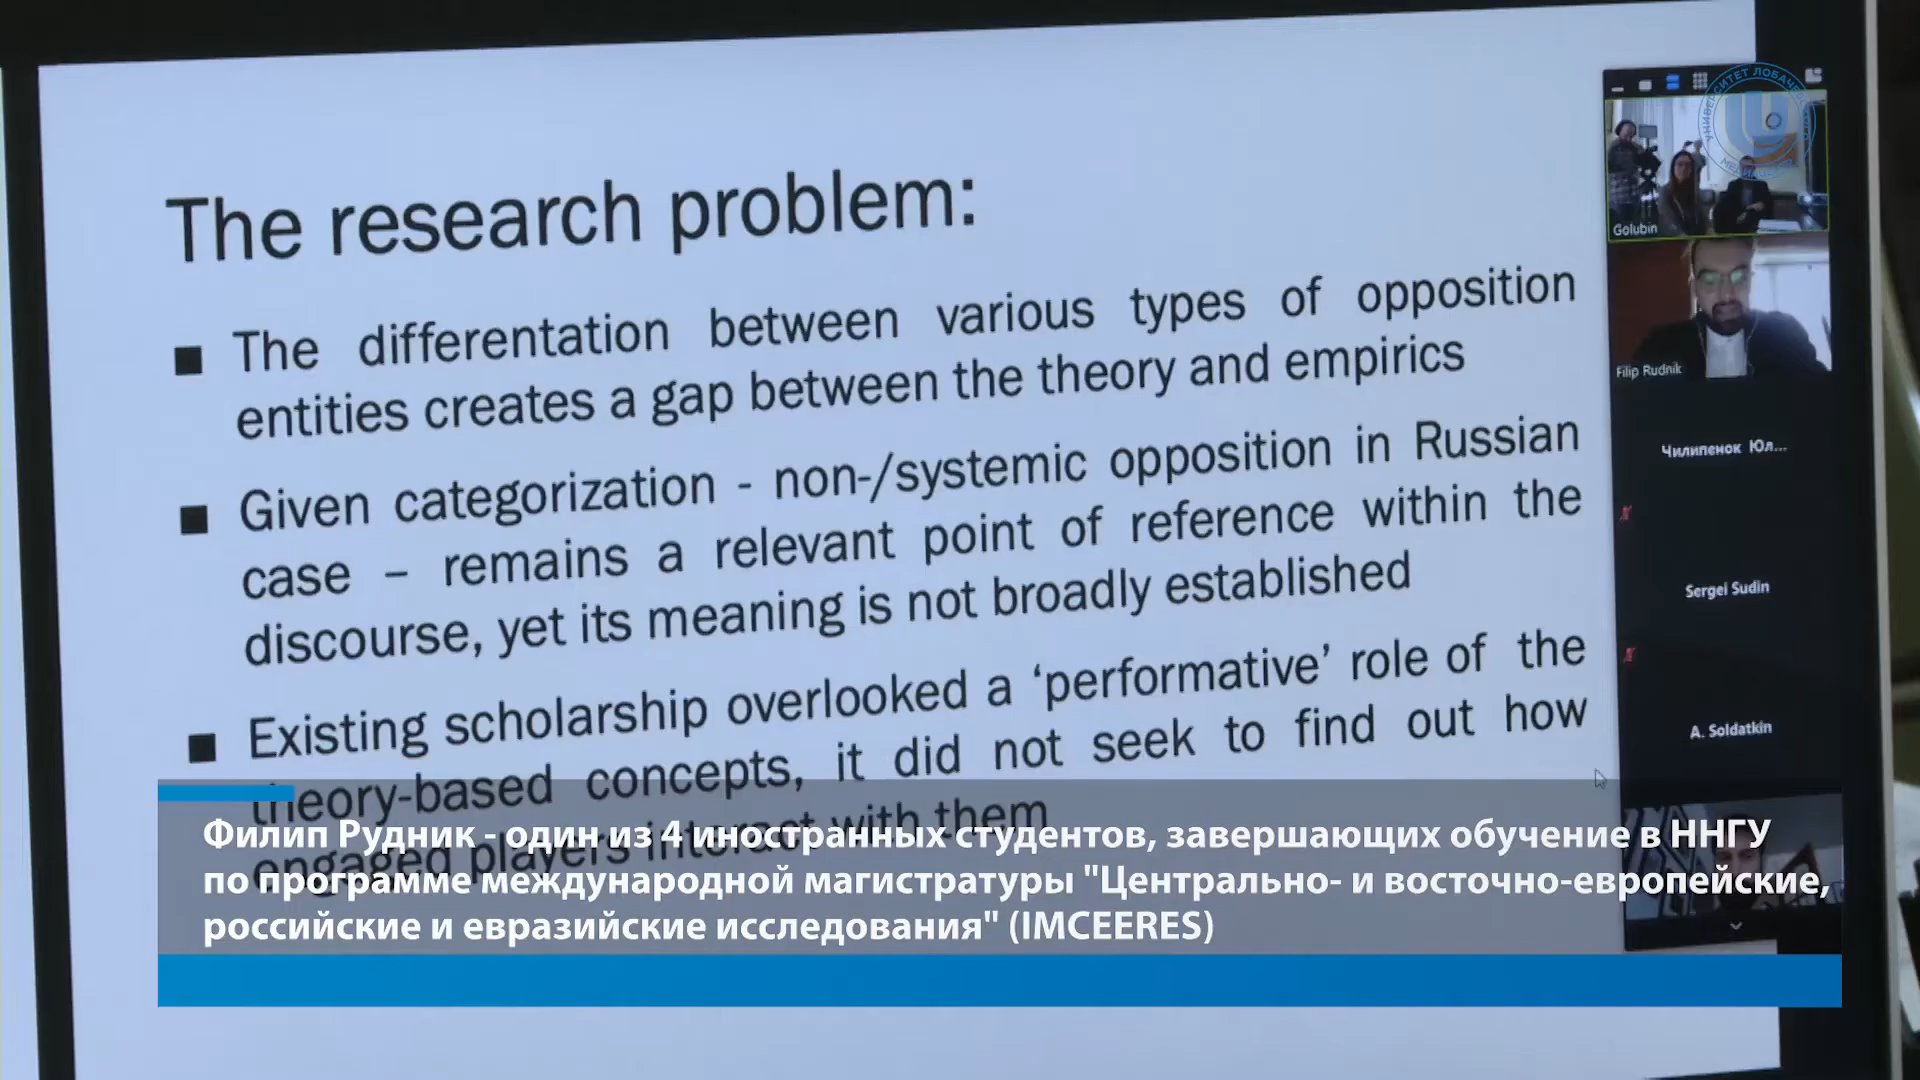 The research problem:
The differentation between various types of opposition
entities creates a gap between the theory and empirics
Given categorization - non-/systemic opposition in Russian
case – remains a relevant point of reference within the
discourse, yet its meaning is not broadly established
Existing scholarship overlooked a ‘performative’ role of the
theory-based concepts, it did not seek to find out how
engaged players interact with them
Golubin
Filip Rudnik
Чилипенок Юл...
Sergei Sudin
A. Soldatkin
Филип Рудник - один из 4 иностранных студентов, завершающих обучение в ННГУ
по программе международной магистратуры "Центрально- и восточно-европейские,
российские и евразийские исследования" (IMCEERES)